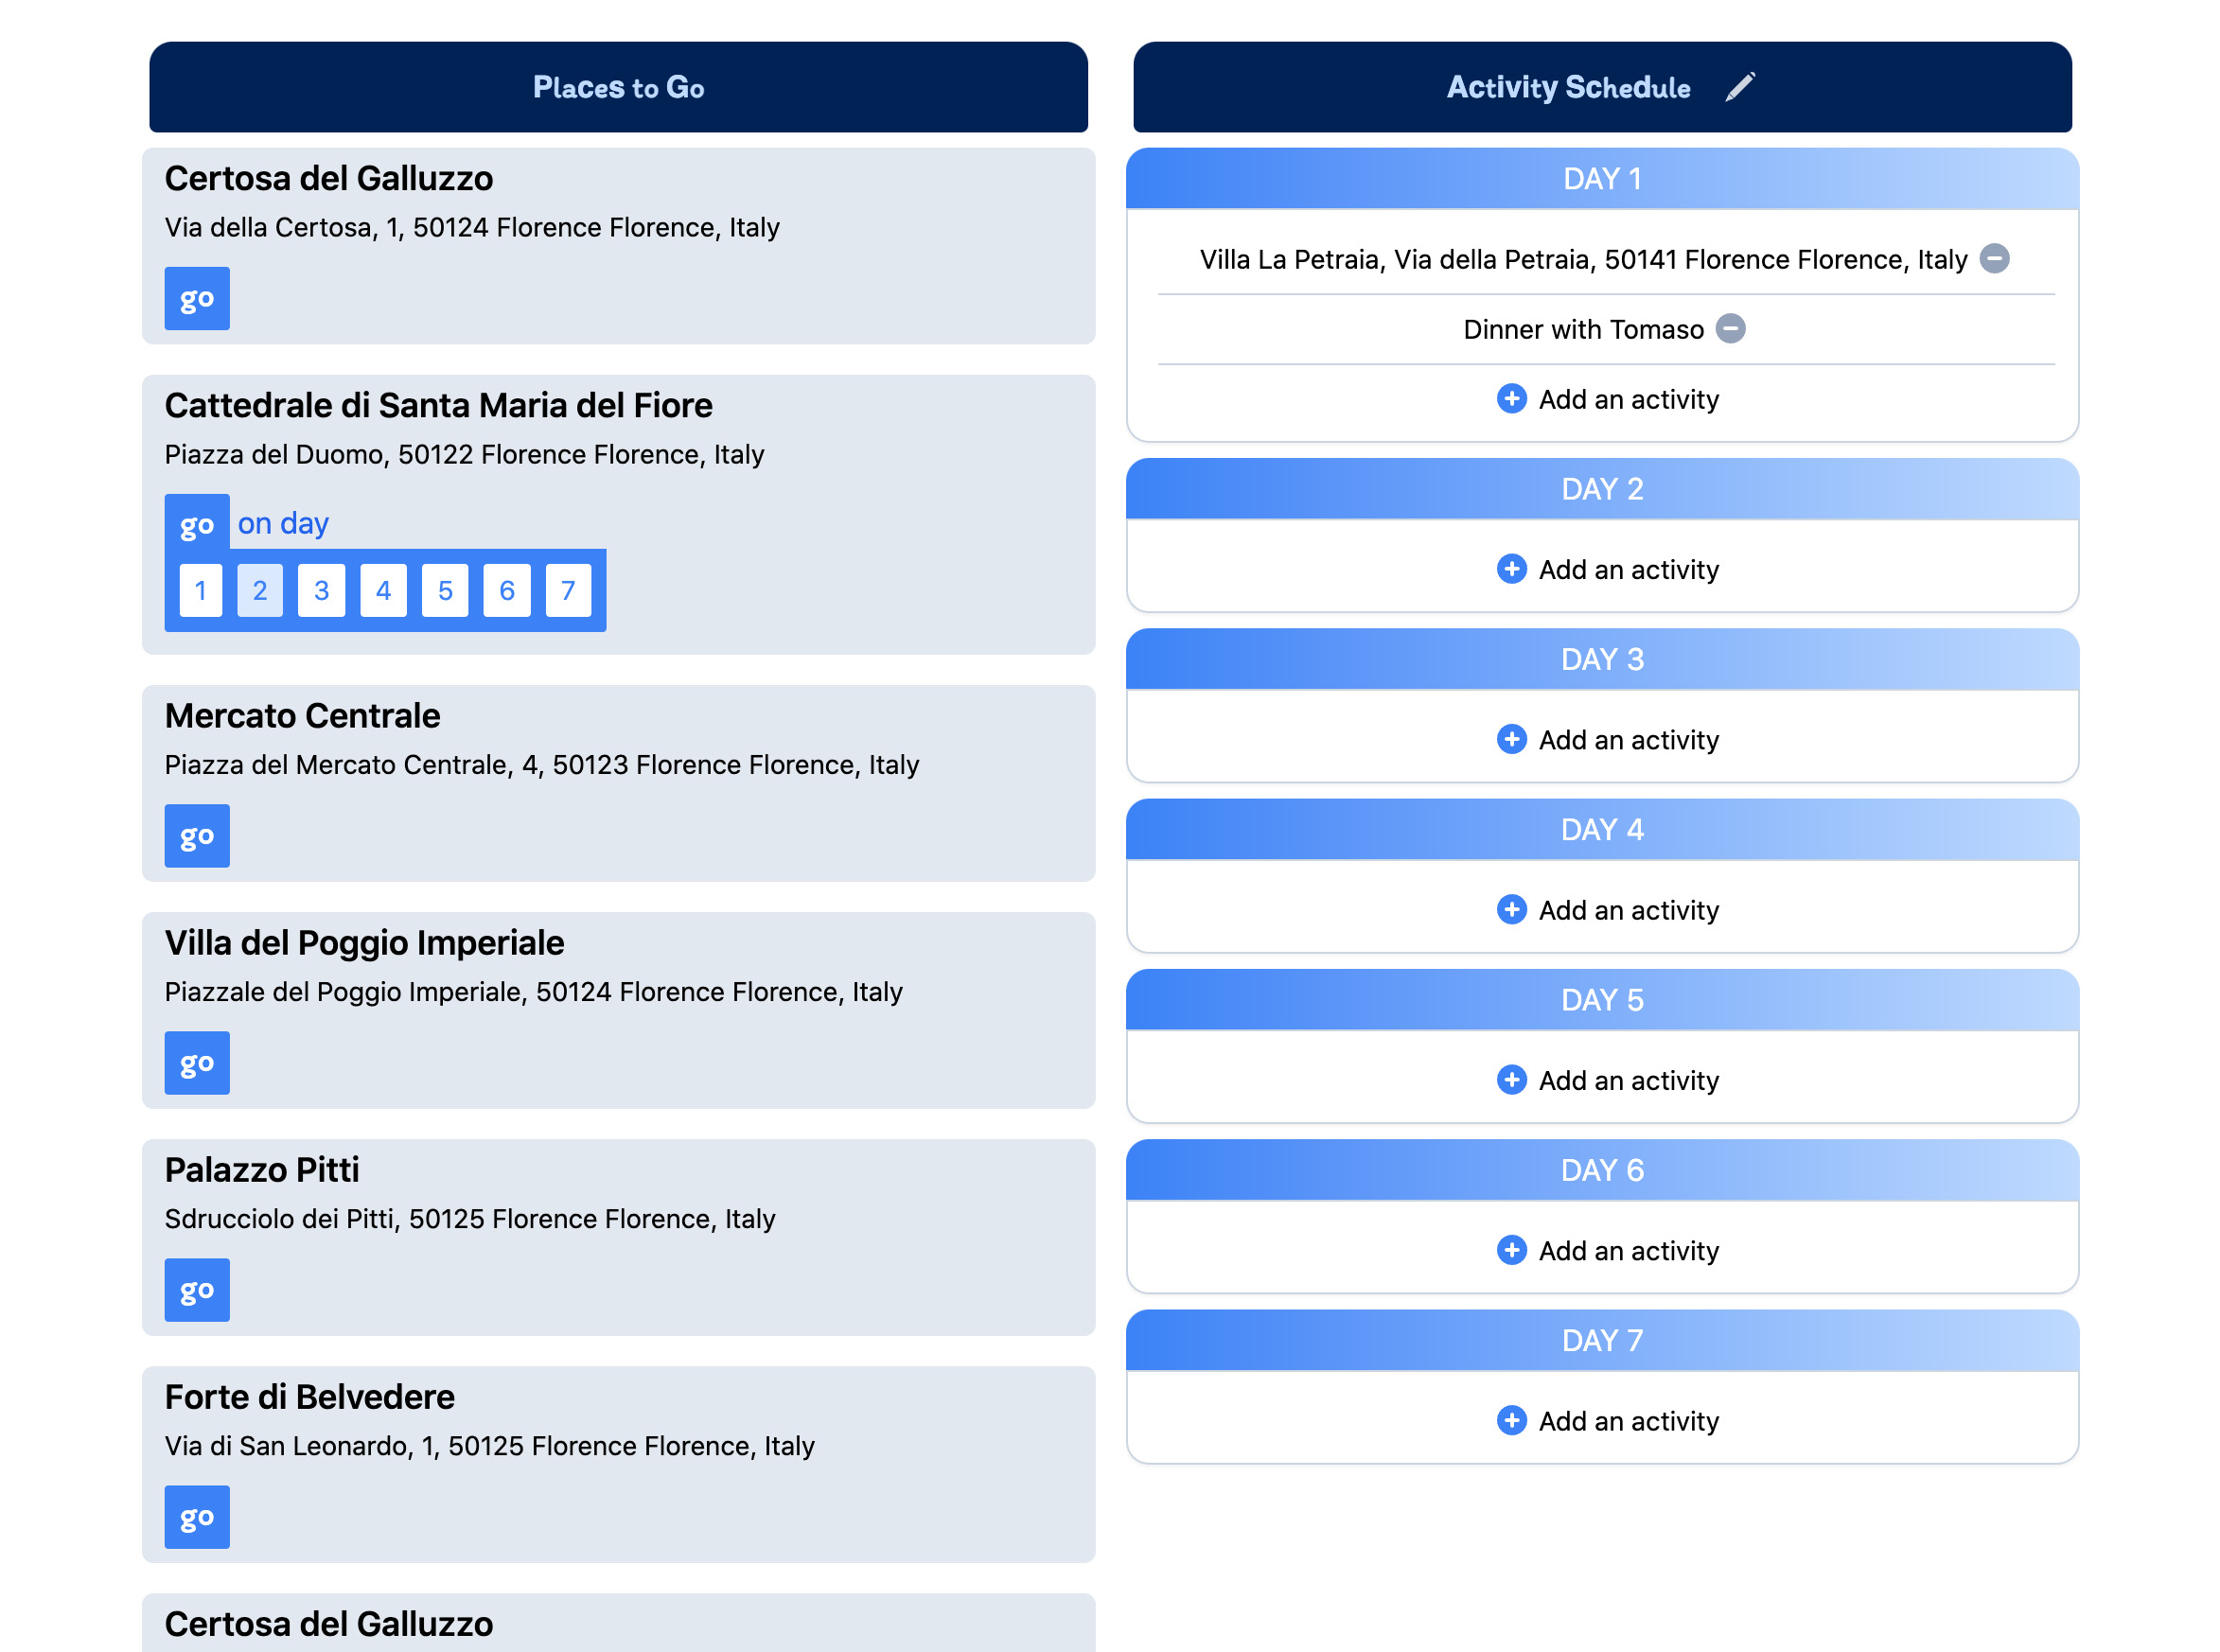 Places to Go
Certosa del Galluzzo
Via della Certosa, 1, 50124 Florence Florence, Italy
go
Cattedrale di Santa Maria del Fiore
Piazza del Duomo, 50122 Florence Florence, Italy
go on day
1 2 3 4 5 6 7
Mercato Centrale
Piazza del Mercato Centrale, 4, 50123 Florence Florence, Italy
go
Villa del Poggio Imperiale
Piazzale del Poggio Imperiale, 50124 Florence Florence, Italy
go
Palazzo Pitti
Sdrucciolo dei Pitti, 50125 Florence Florence, Italy
go
Forte di Belvedere
Via di San Leonardo, 1, 50125 Florence Florence, Italy
go
Certosa del Galluzzo
Activity Schedule
DAY 1
Villa La Petraia, Via della Petraia, 50141 Florence Florence, Italy
Dinner with Tomaso
Add an activity
DAY 2
Add an activity
DAY 3
Add an activity
DAY 4
Add an activity
DAY 5
Add an activity
DAY 6
Add an activity
DAY 7
Add an activity